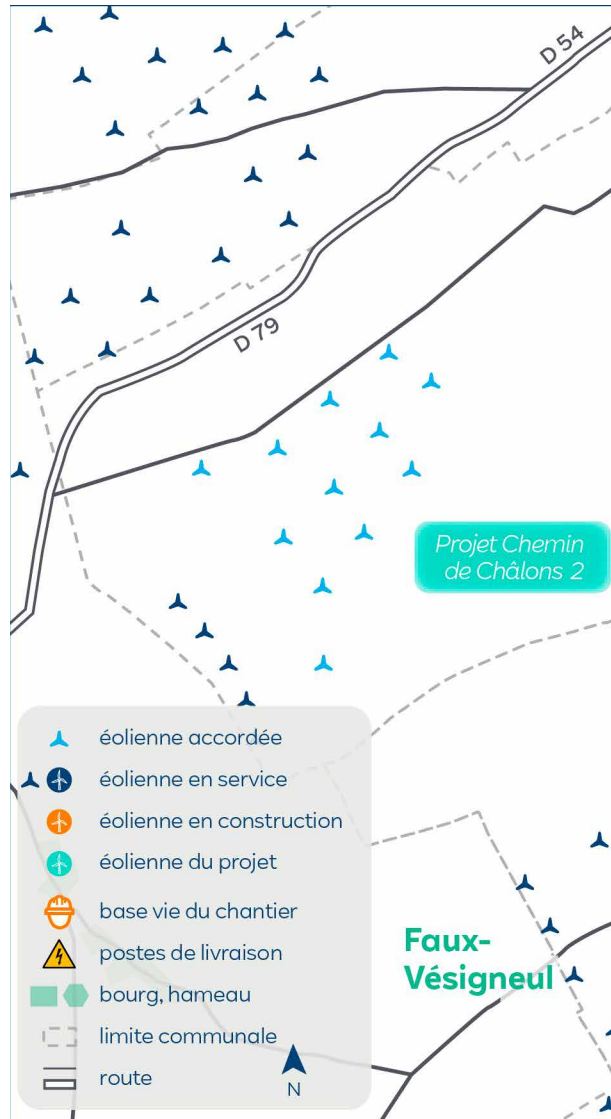 D 54
D 79
Projet Chemin
de Châlons 2
éolienne accordée
éolienne en service
éolienne en construction
éolienne du projet
base vie du chantier
postes de livraison
bourg, hameau
limite communale
route
N
Faux-
Vésigneul